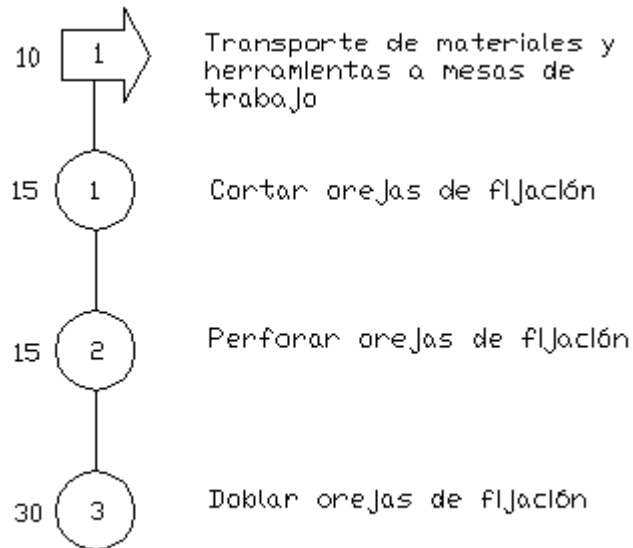 10 1 Transporte de materiales y
herramientas a mesas de
trabajo
15 1 Cortar orejas de fijación
15 2 Perforar orejas de fijación
30 3 Doblar orejas de fijación